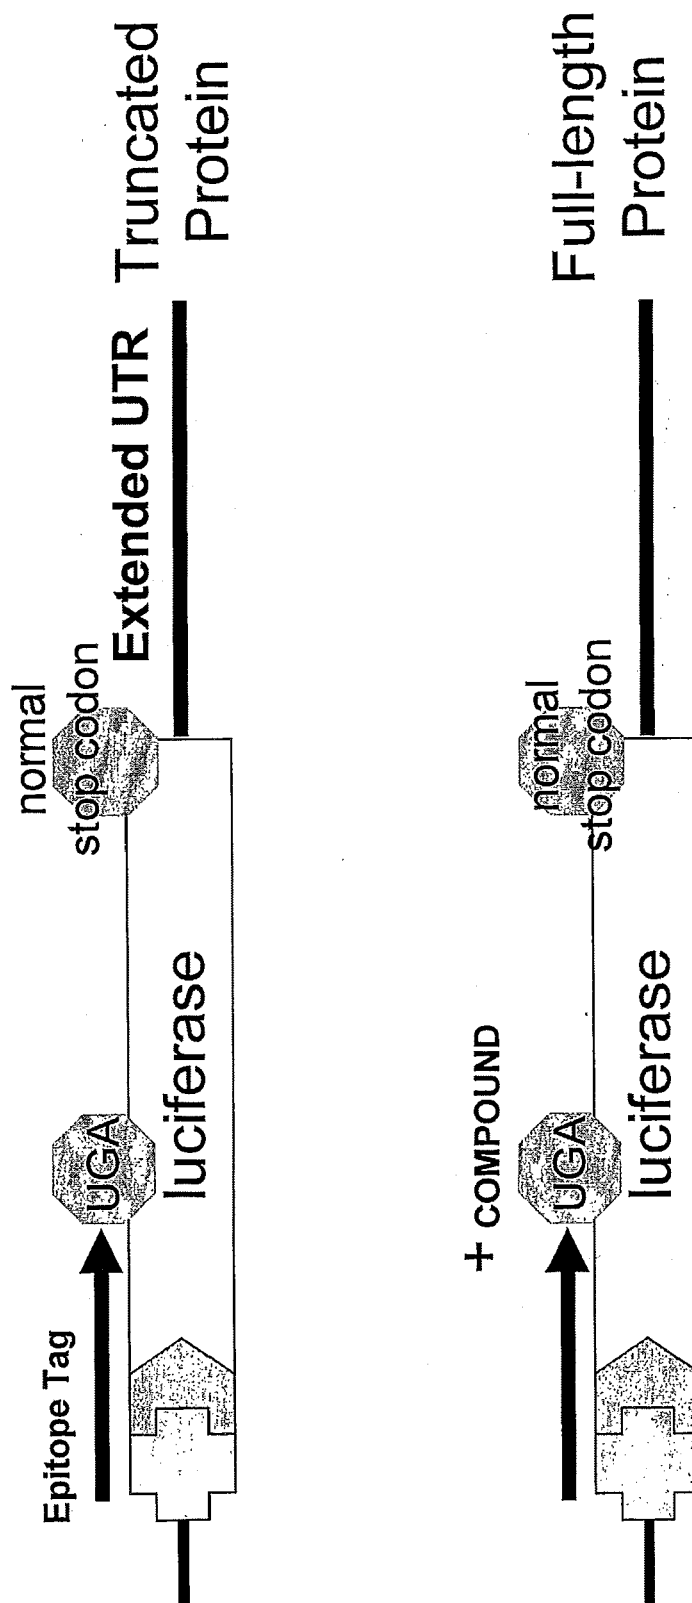 Epitope Tag
UGA
luciferase
normal
stop codon
Extended UTR
Truncated
Protein
+ COMPOUND
UGA
luciferase
normal
stop codon
Full-length
Protein